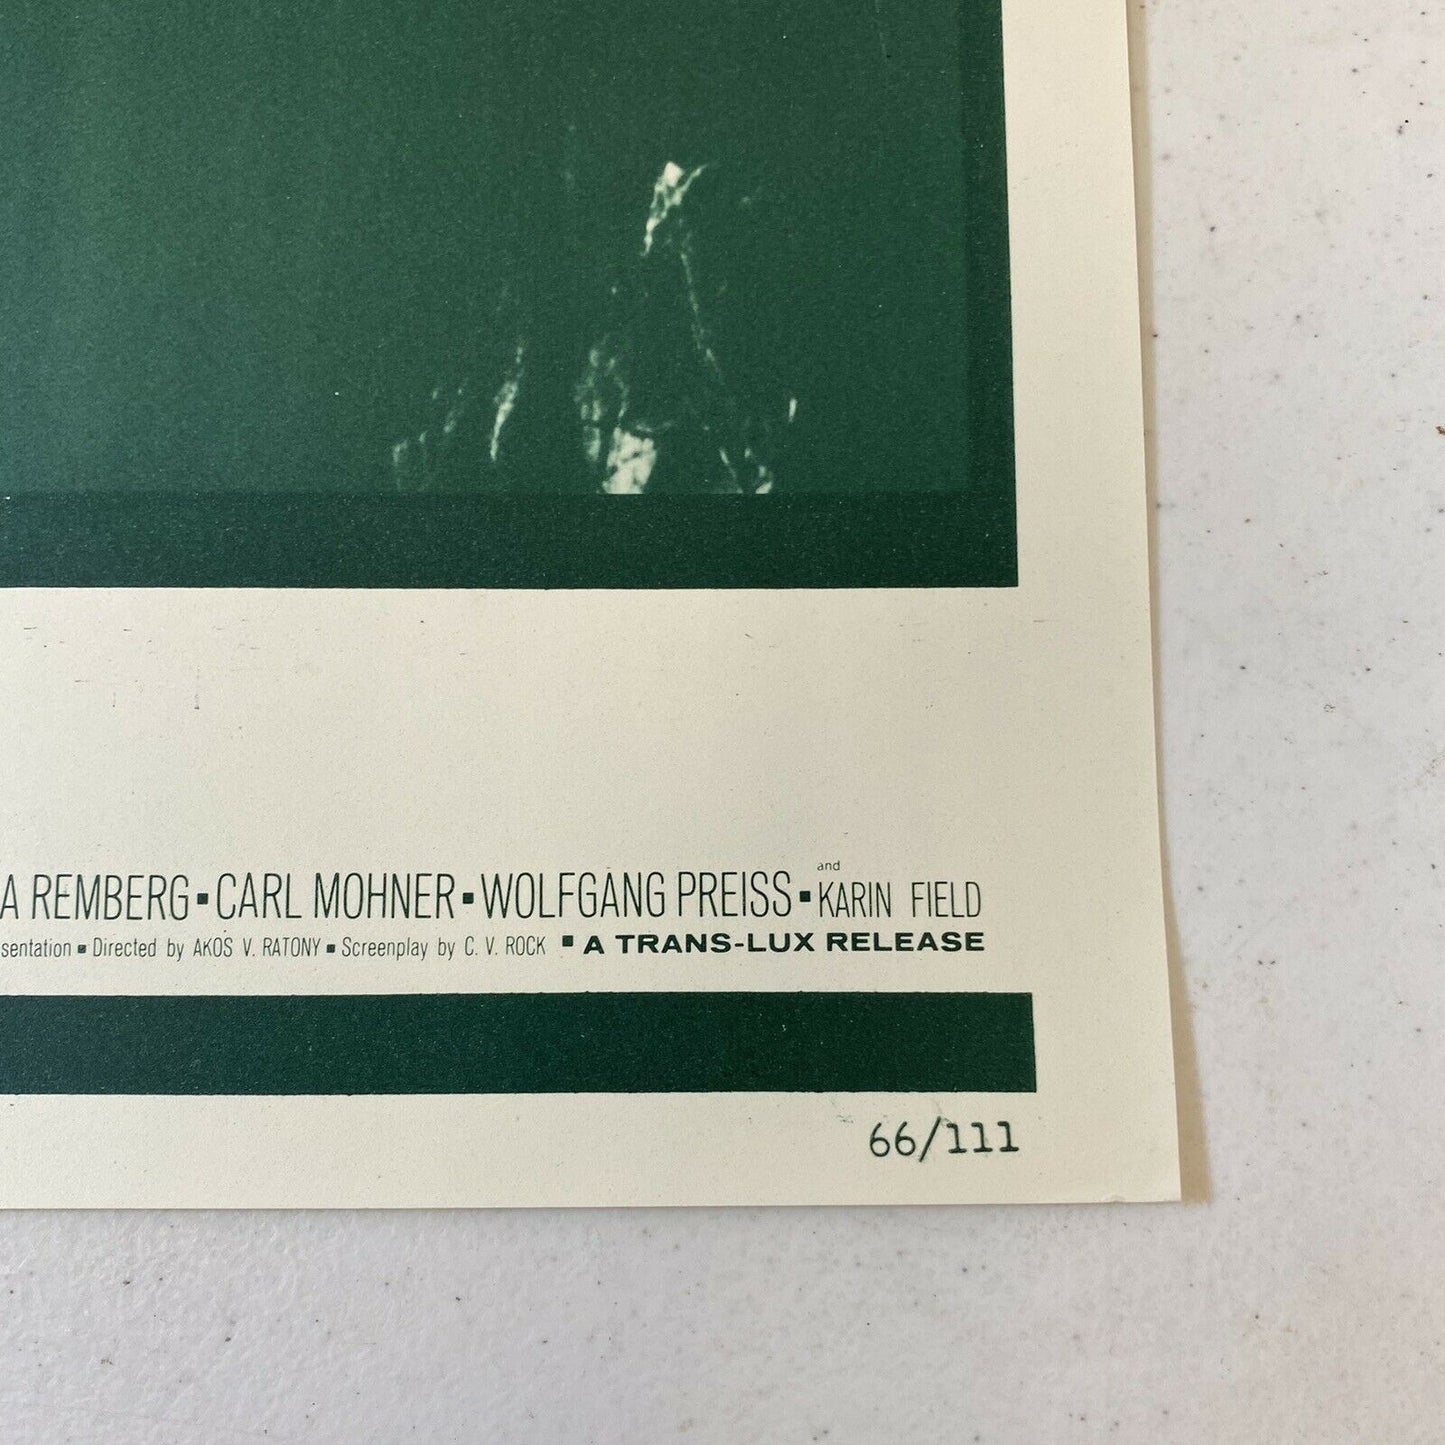 A REMBERG▪CARL MOHNER▪WOLFGANG PREISS▪and KARIN FIELD
sentation ▪ Directed by AKOS V. RATONY ▪ Screenplay by C. V. ROCK ▪ A TRANS-LUX RELEASE
66/111